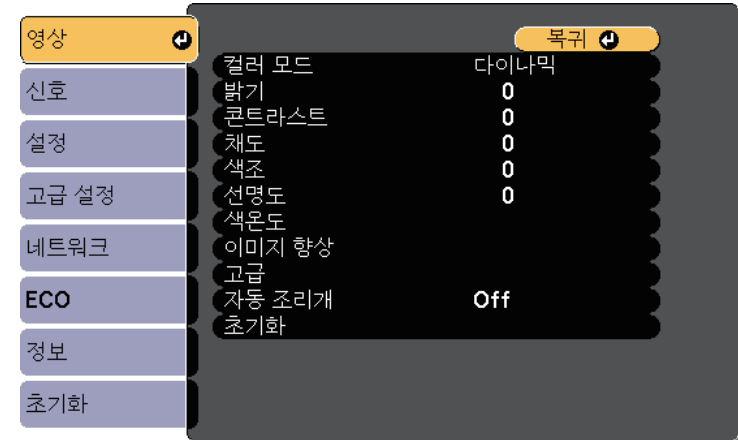 영상
신호
설정
고급 설정
네트워크
ECO
정보
초기화
복귀
컬러 모드 다이나믹
밝기 0
콘트라스트 0
채도 0
색조 0
선명도 0
색온도
이미지 향상
고급
자동 조리개 Off
초기화